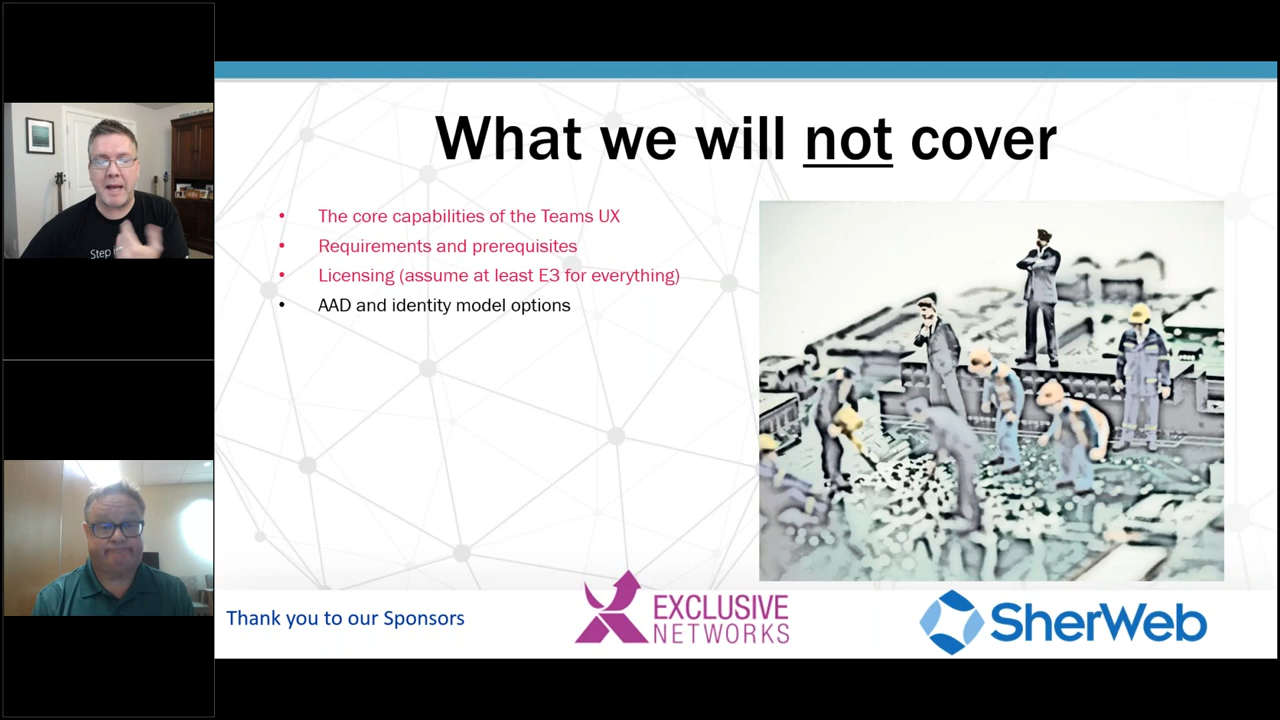 What we will not cover
• The core capabilities of the Teams UX
• Requirements and prerequisites
• Licensing (assume at least E3 for everything)
• AAD and identity model options
Step i
Thank you to our Sponsors
EXCLUSIVE
NETWORKS
SherWeb